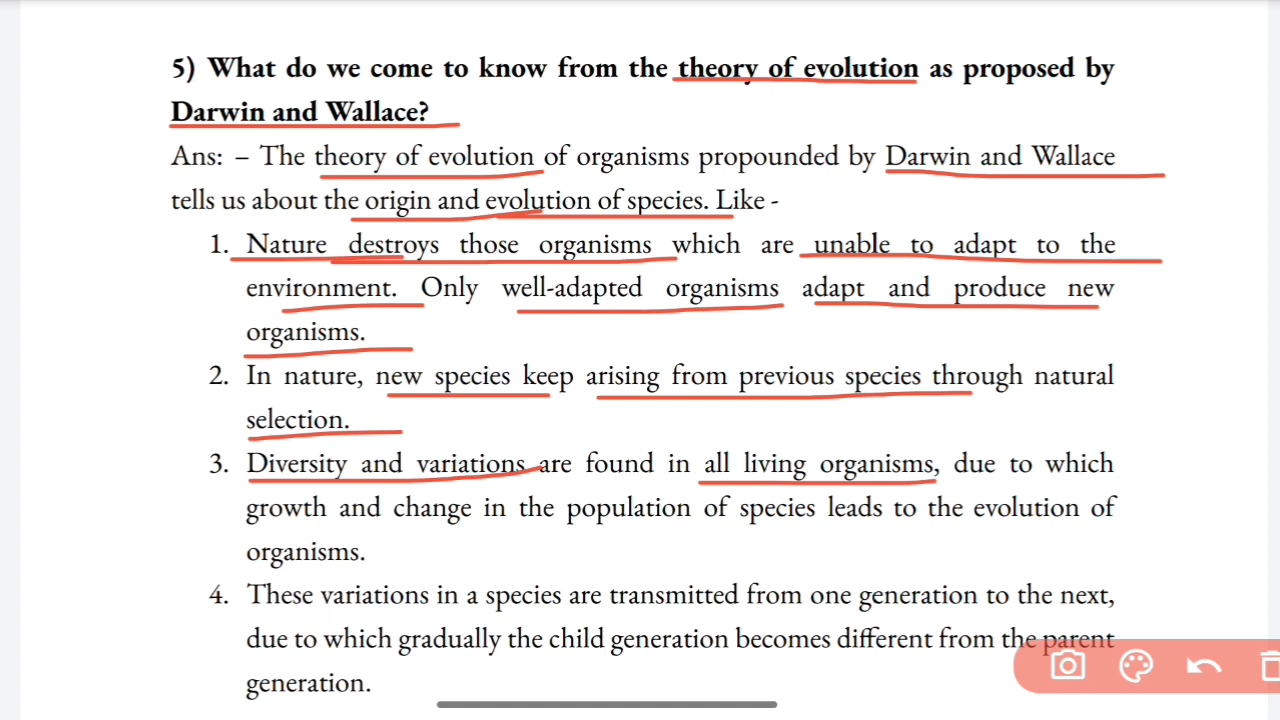 5) What do we come to know from the theory of evolution as proposed by
Darwin and Wallace?
Ans: – The theory of evolution of organisms propounded by Darwin and Wallace
tells us about the origin and evolution of species. Like -
1. Nature destroys those organisms which are unable to adapt to the
environment. Only well-adapted organisms adapt and produce new
organisms.
2. In nature, new species keep arising from previous species through natural
selection.
3. Diversity and variations are found in all living organisms, due to which
growth and change in the population of species leads to the evolution of
organisms.
4. These variations in a species are transmitted from one generation to the next,
due to which gradually the child generation becomes different from the parent
generation.